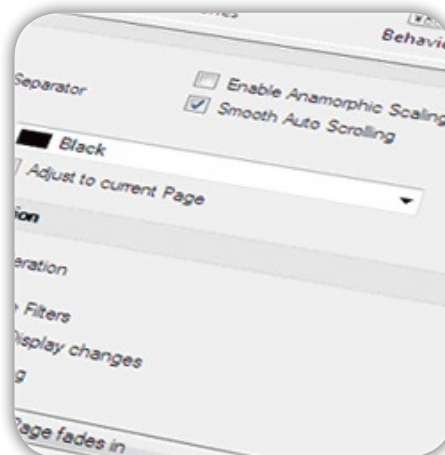 Behavi
Separator
Enable Anamorphic Scaling
Smooth Auto Scrolling
Black
Adjust to current Page
ion
eration
Filters
Display changes
g
Page fades in